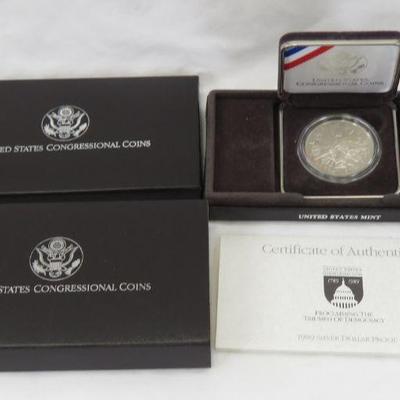 ED STATES CONGRESSIONAL COINS
STATES CONGRESSIONAL COINS
UNITED STATES
CONGRESSIONAL COINS
UNITED STATES MINT
Certificate of Authenti
1789 1989
PROCLAIMING THE
TRIUMPH OF DEMOCRACY
1989 SILVER DOLLAR PROOF